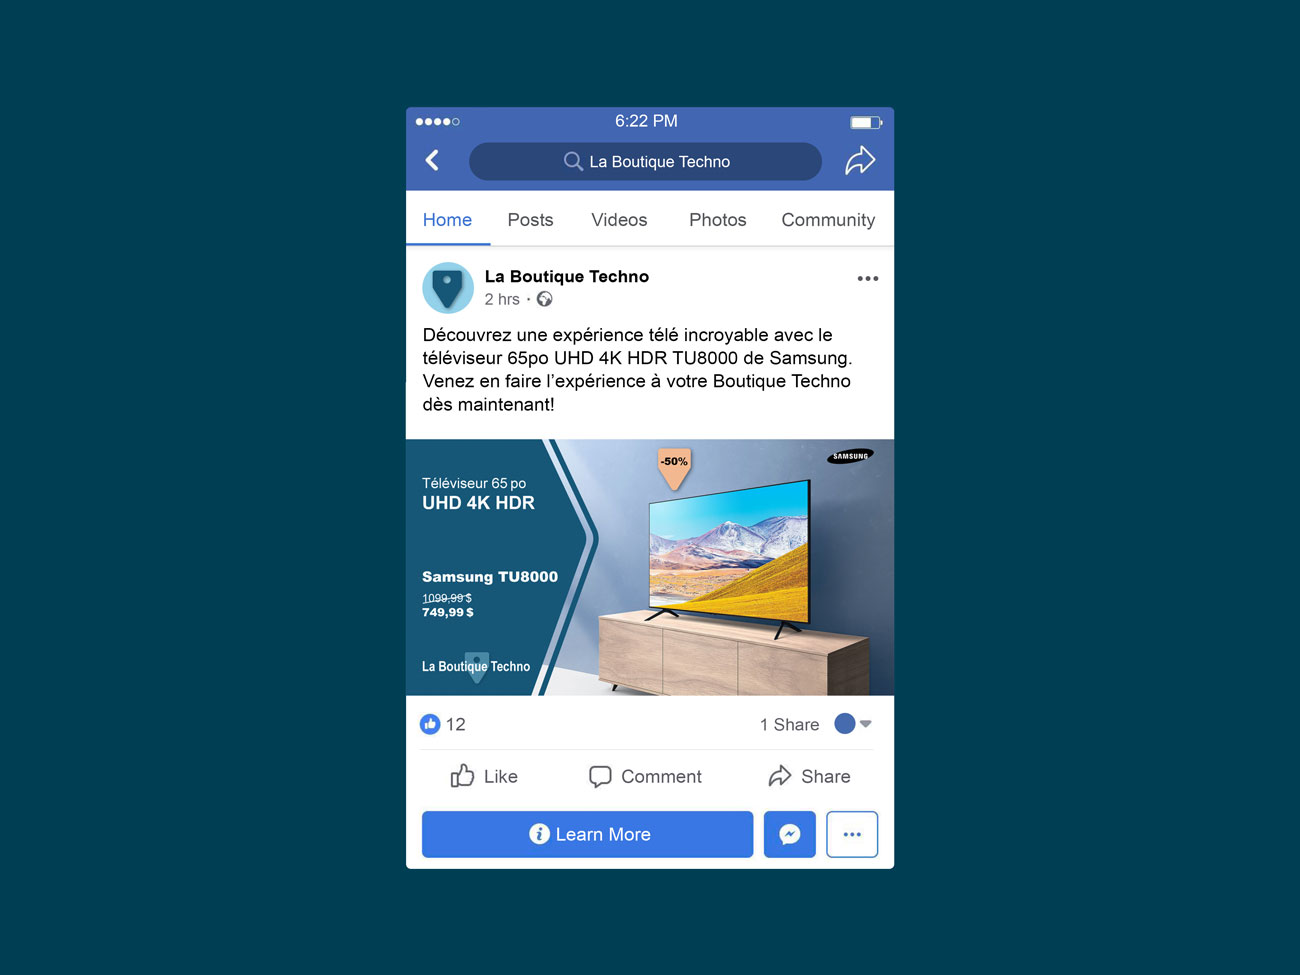 6:22 PM
La Boutique Techno
Home Posts Videos Photos Community
La Boutique Techno
2 hrs
Découvrez une expérience télé incroyable avec le
téléviseur 65po UHD 4K HDR TU8000 de Samsung.
Venez en faire l’expérience à votre Boutique Techno
dès maintenant!
-50%
SAMSUNG
Téléviseur 65 po
UHD 4K HDR
Samsung TU8000
1099,99 $
749,99 $
La Boutique Techno
12
1 Share
Like Comment Share
Learn More